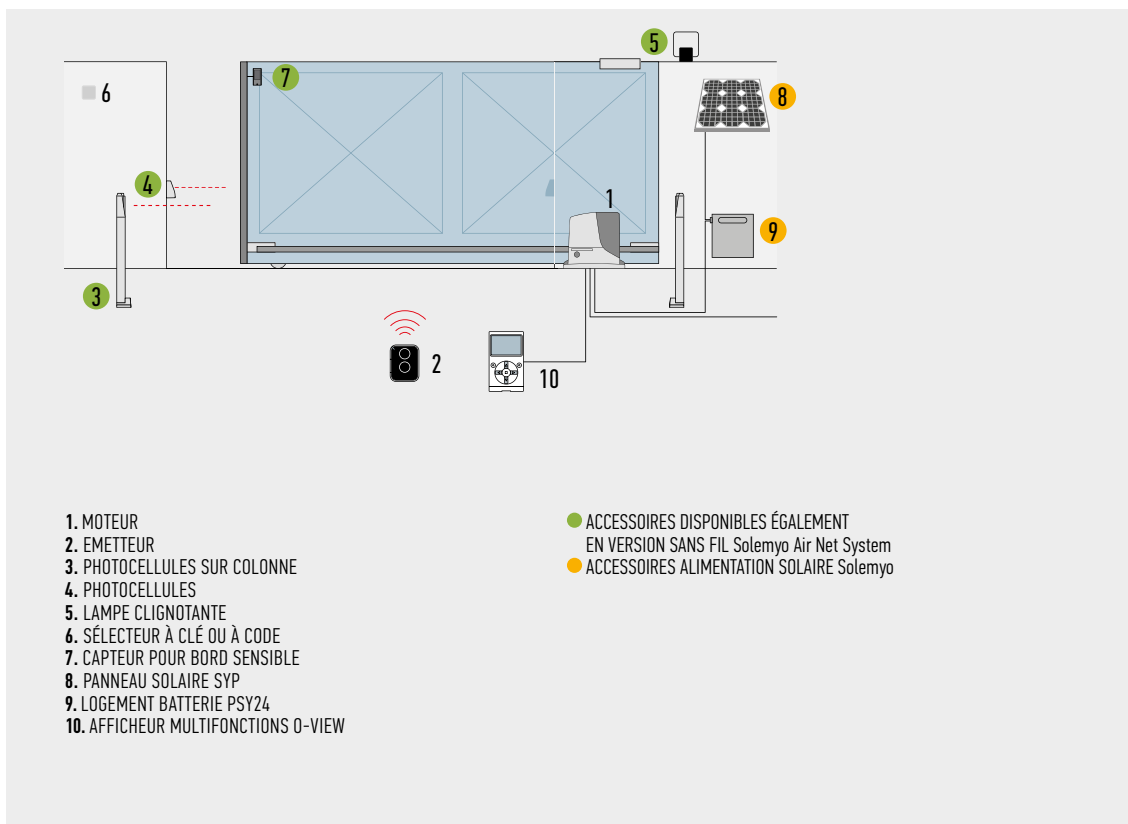 5
7
6
8
4
1
9
3
2
10
1. MOTEUR
2. EMETTEUR
3. PHOTOCELLULES SUR COLONNE
4. PHOTOCELLULES
5. LAMPE CLIGNOTANTE
6. SÉLECTEUR À CLÉ OU À CODE
7. CAPTEUR POUR BORD SENSIBLE
8. PANNEAU SOLAIRE SYP
9. LOGEMENT BATTERIE PSY24
10. AFFICHEUR MULTIFONCTIONS O-VIEW
ACCESSOIRES DISPONIBLES ÉGALEMENT
EN VERSION SANS FIL Solemyo Air Net System
ACCESSOIRES ALIMENTATION SOLAIRE Solemyo